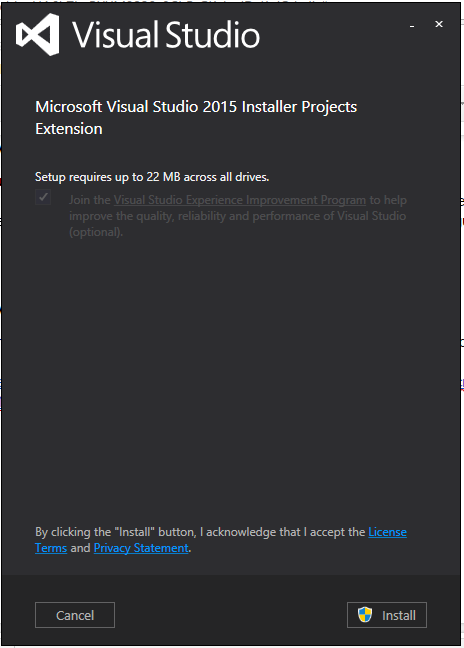 Visual Studio
Microsoft Visual Studio 2015 Installer Projects
Extension
Setup requires up to 22 MB across all drives.
Join the Visual Studio Experience Improvement Program to help
improve the quality, reliability and performance of Visual Studio
(optional).
By clicking the "Install" button, I acknowledge that I accept the License
Terms and Privacy Statement.
Cancel
Install